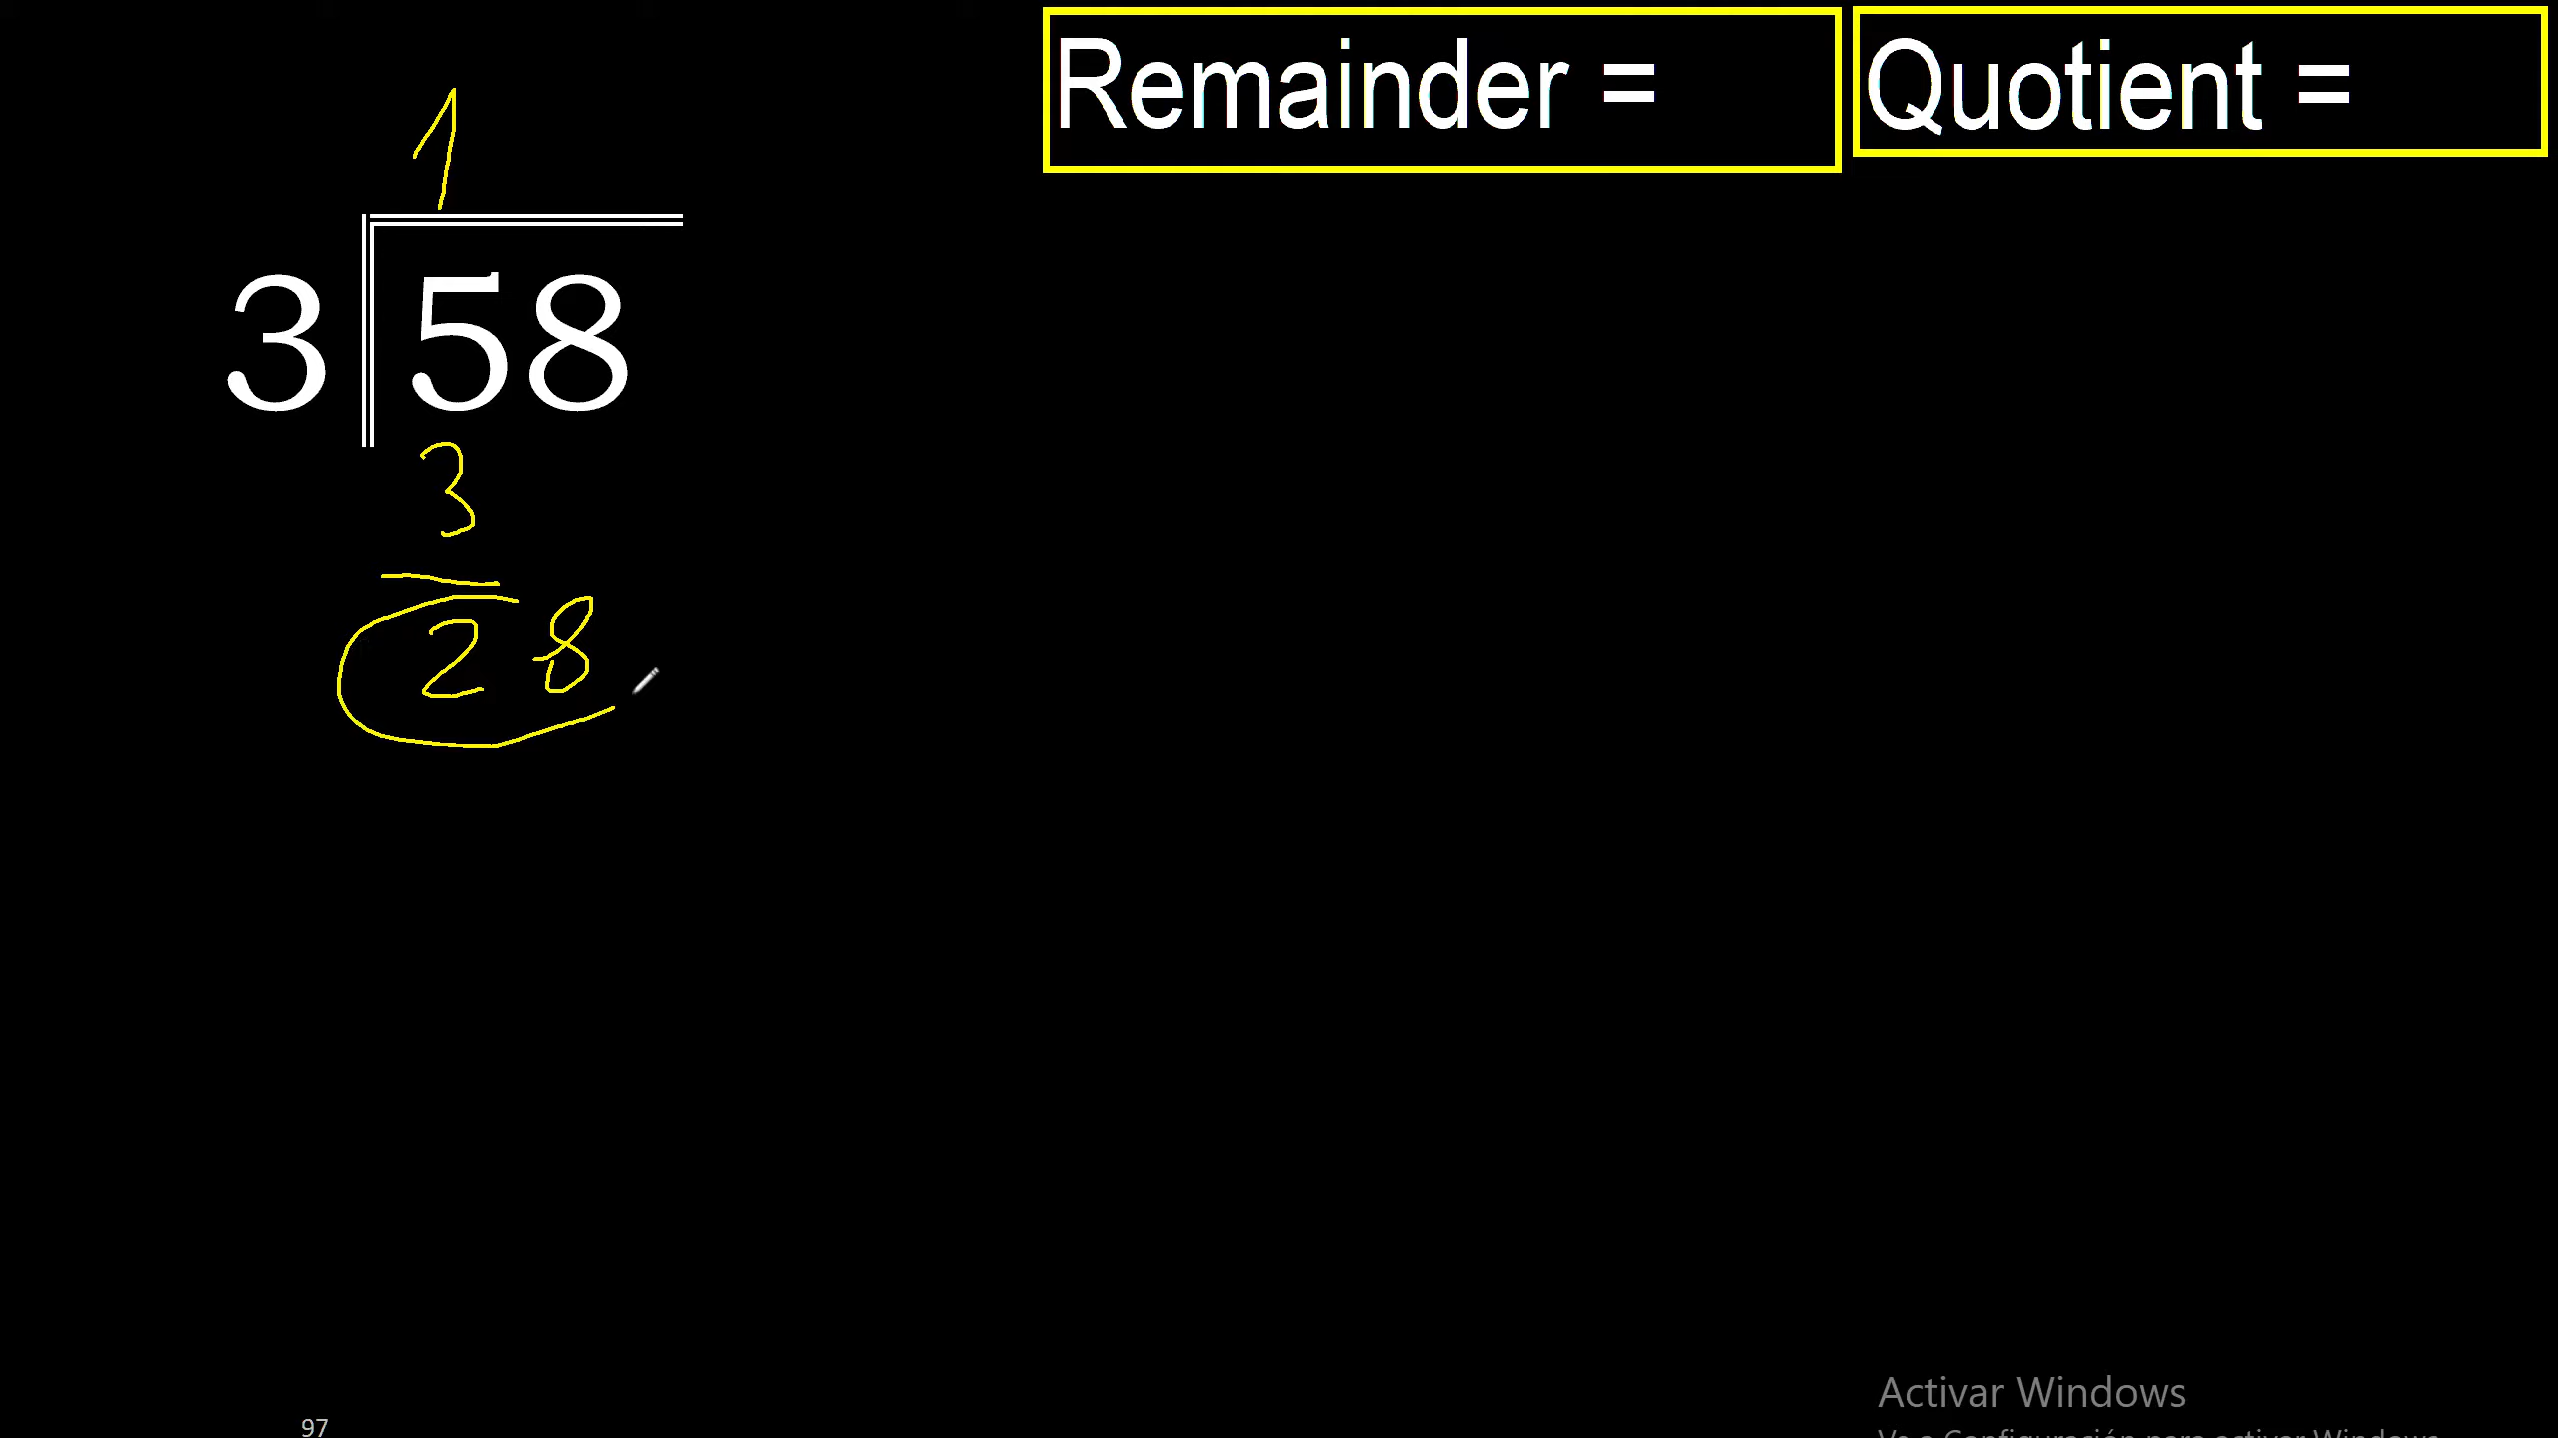 Remainder =
Quotient =
1
3 58
3
28
Activar Windows
97